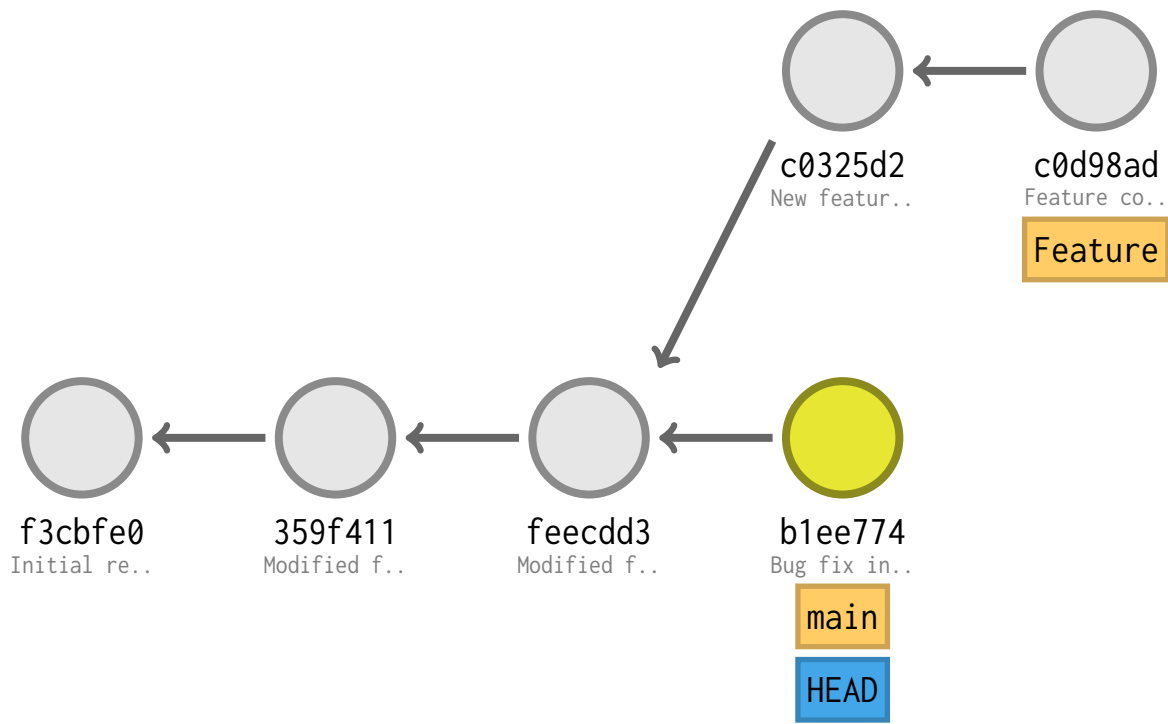 c0325d2
New featur..
c0d98ad
Feature co..
Feature
f3cbfe0
Initial re..
359f411
Modified f..
feecdd3
Modified f..
b1ee774
Bug fix in..
main
HEAD